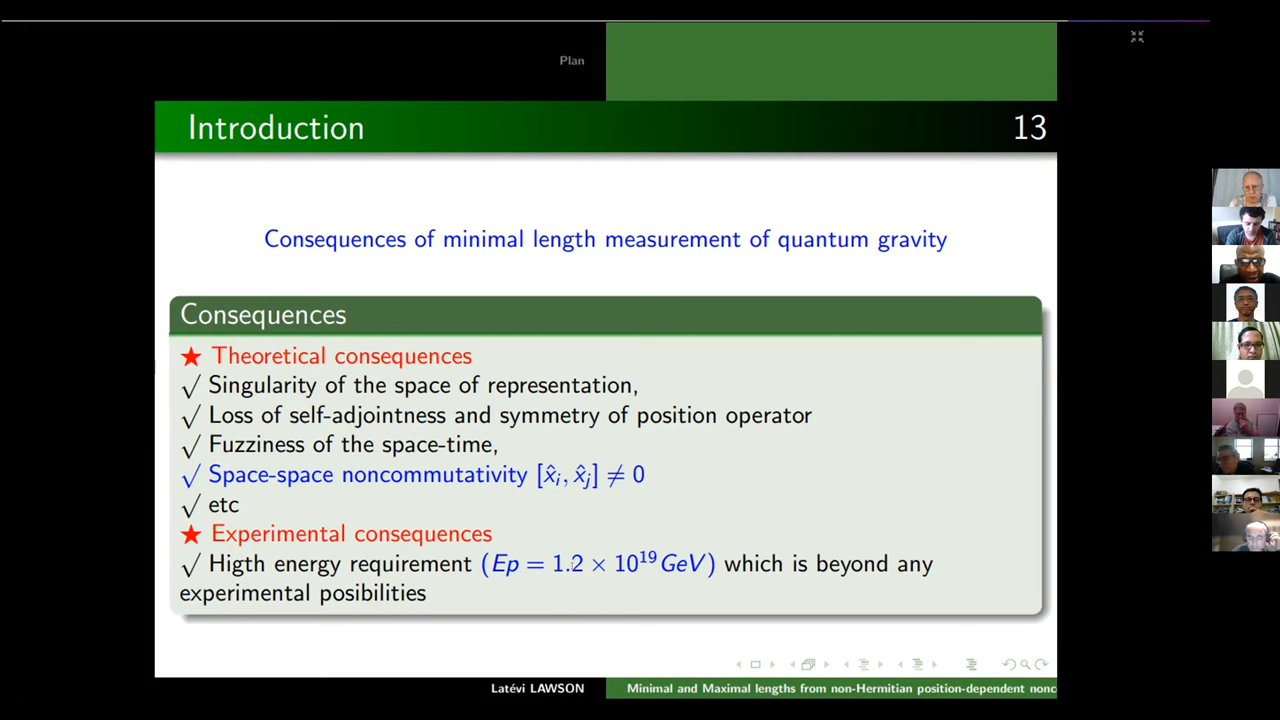 Plan
Introduction 13
Consequences of minimal length measurement of quantum gravity
Consequences
★ Theoretical consequences
√ Singularity of the space of representation,
√ Loss of self-adjointness and symmetry of position operator
√ Fuzziness of the space-time,
√ Space-space noncommutativity [x̂ᵢ, x̂ⱼ] ≠ 0
√ etc
★ Experimental consequences
√ Higth energy requirement (Ep = 1.2 × 10¹⁹ GeV) which is beyond any
experimental posibilities
Latévi LAWSON Minimal and Maximal lengths from non-Hermitian position-dependent nonc